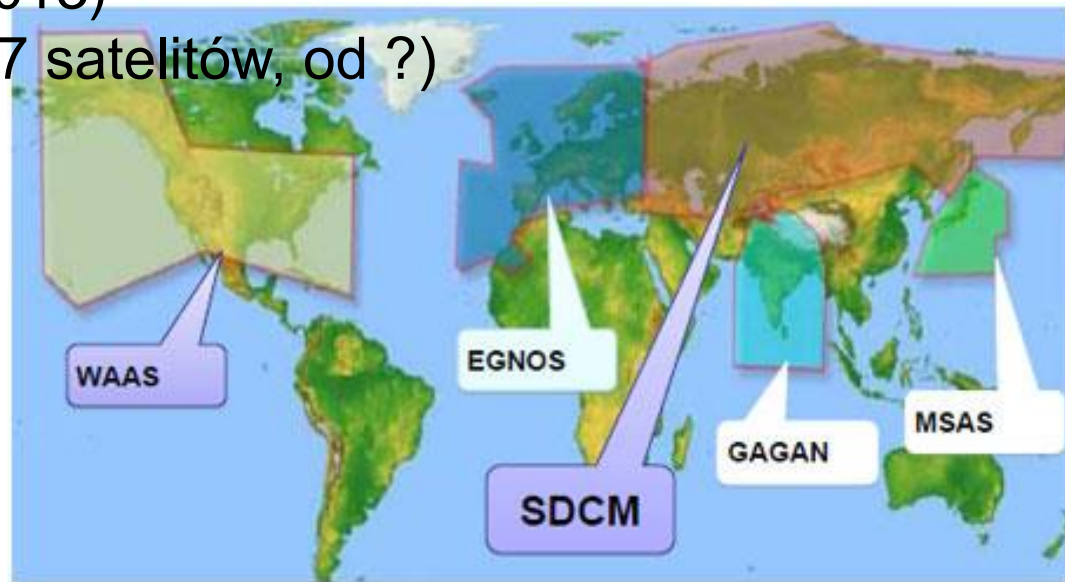 7 satelitów, od ?)
WAAS
EGNOS
SDCM
GAGAN
MSAS